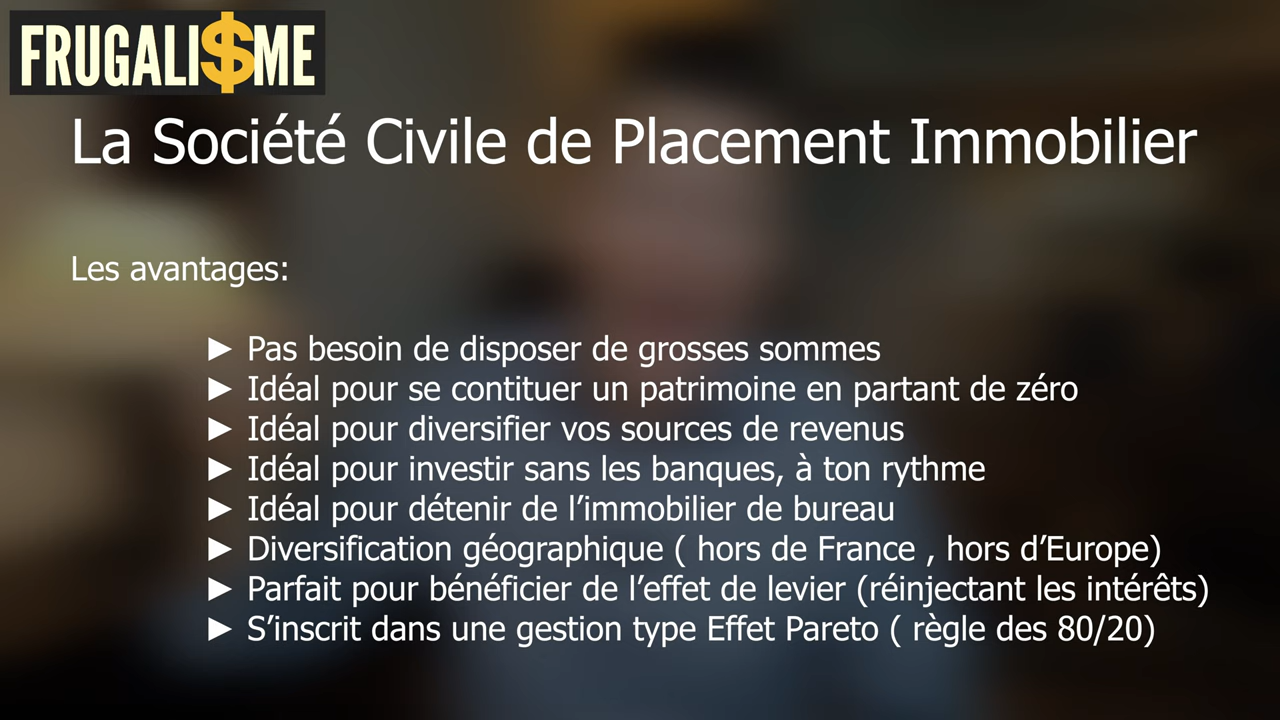 FRUGALI$ME
La Société Civile de Placement Immobilier
Les avantages:
► Pas besoin de disposer de grosses sommes
► Idéal pour se contituer un patrimoine en partant de zéro
► Idéal pour diversifier vos sources de revenus
► Idéal pour investir sans les banques, à ton rythme
► Idéal pour détenir de l’immobilier de bureau
► Diversification géographique ( hors de France , hors d’Europe)
► Parfait pour bénéficier de l’effet de levier (réinjectant les intérêts)
► S’inscrit dans une gestion type Effet Pareto ( règle des 80/20)